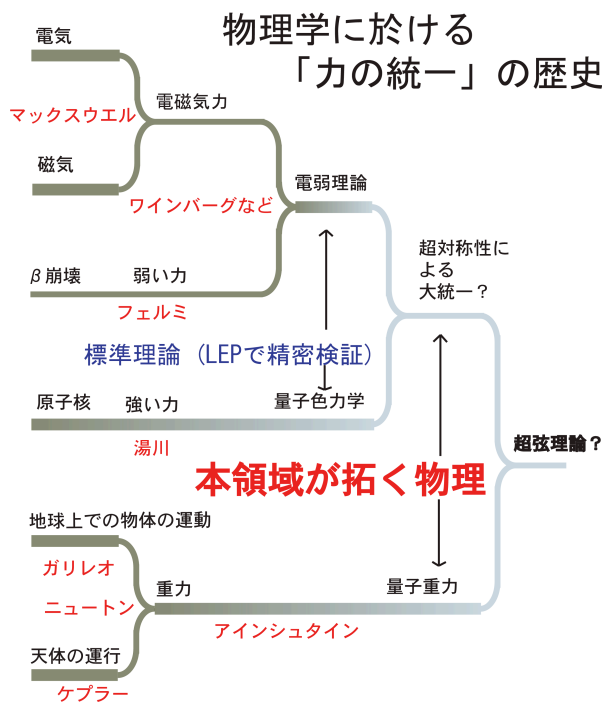 物理学に於ける
「力の統一」の歴史
電気
マックスウエル
電磁気力
磁気
ワインバーグなど
電弱理論
β崩壊
弱い力
フェルミ
超対称性に
よる
大統一？
標準理論（LEPで精密検証）
原子核
強い力
量子色力学
湯川
超弦理論？
本領域が拓く物理
地球上での物体の運動
ガリレオ
ニュートン
重力
量子重力
アインシュタイン
天体の運行
ケプラー